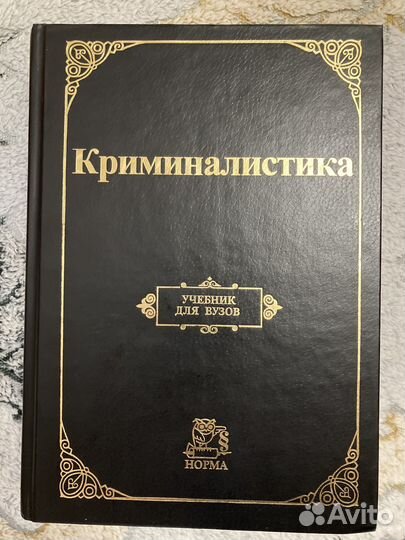 Криминалистика
УЧЕБНИК
ДЛЯ ВУЗОВ
§
НОРМА
Avito